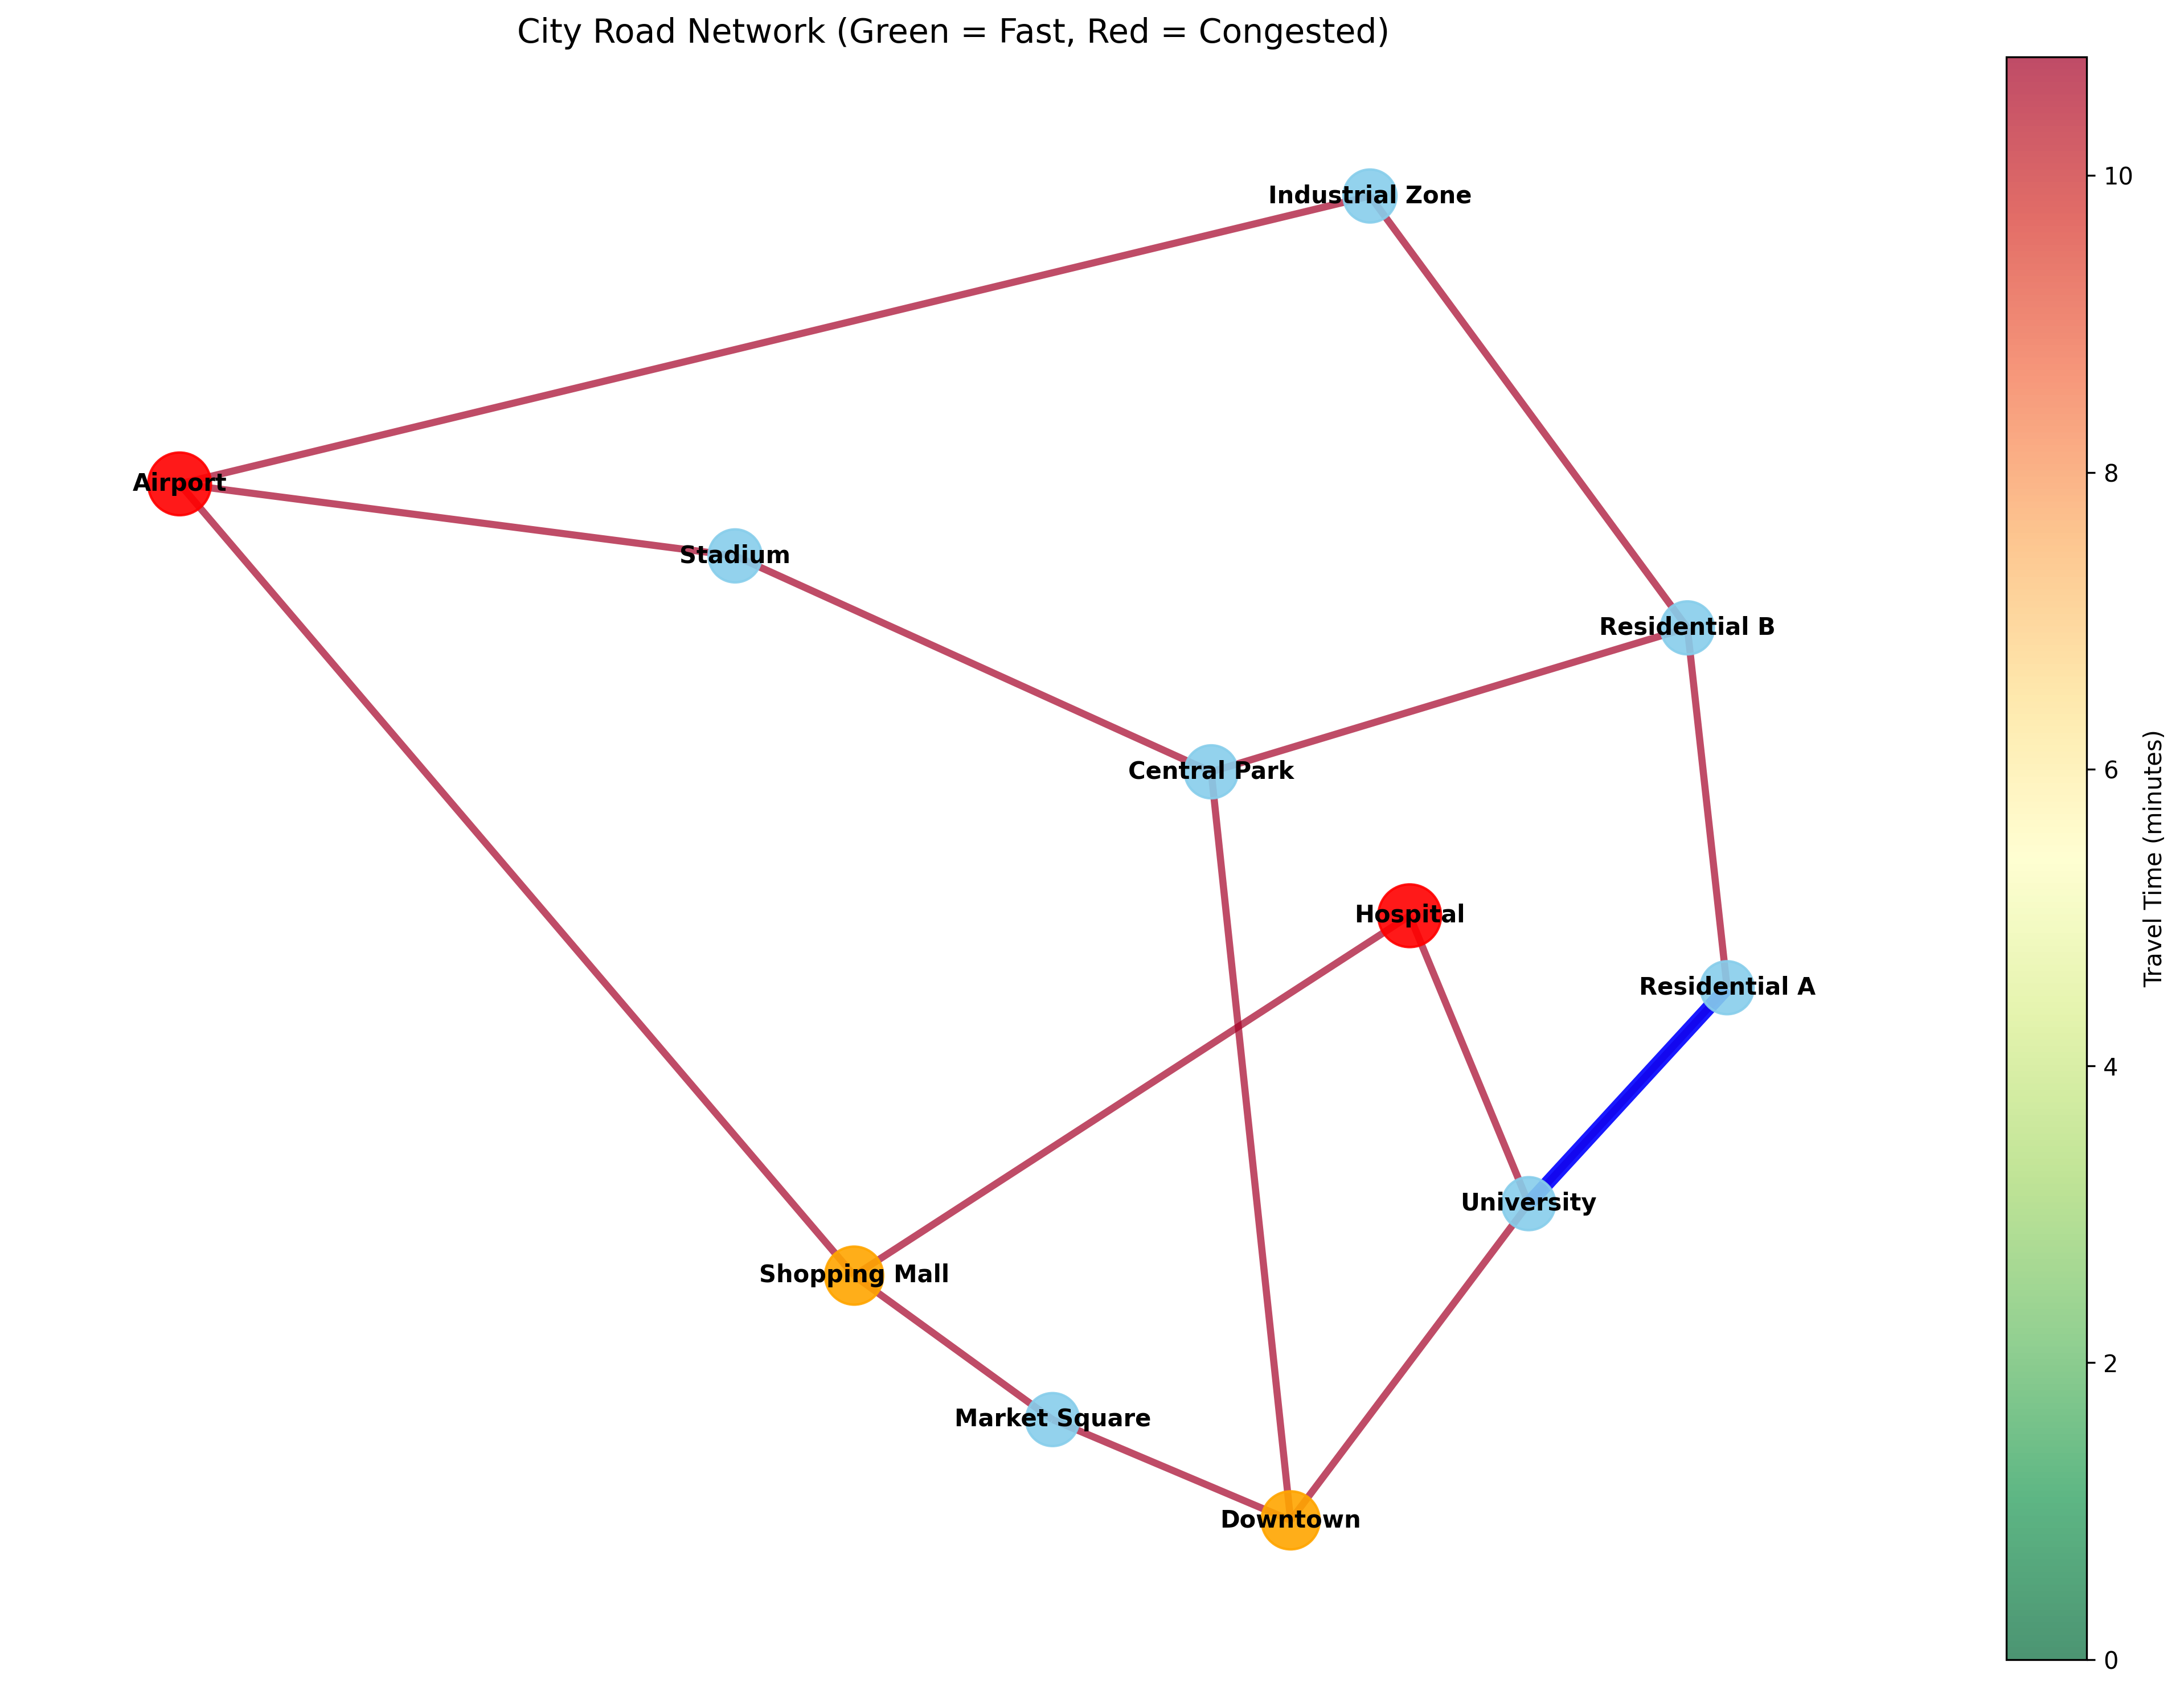 City Road Network (Green = Fast, Red = Congested)
Industrial Zone
Airport
Stadium
Residential B
Central Park
Hospital
Residential A
University
Shopping Mall
Market Square
Downtown
10
8
6
4
2
0
Travel Time (minutes)